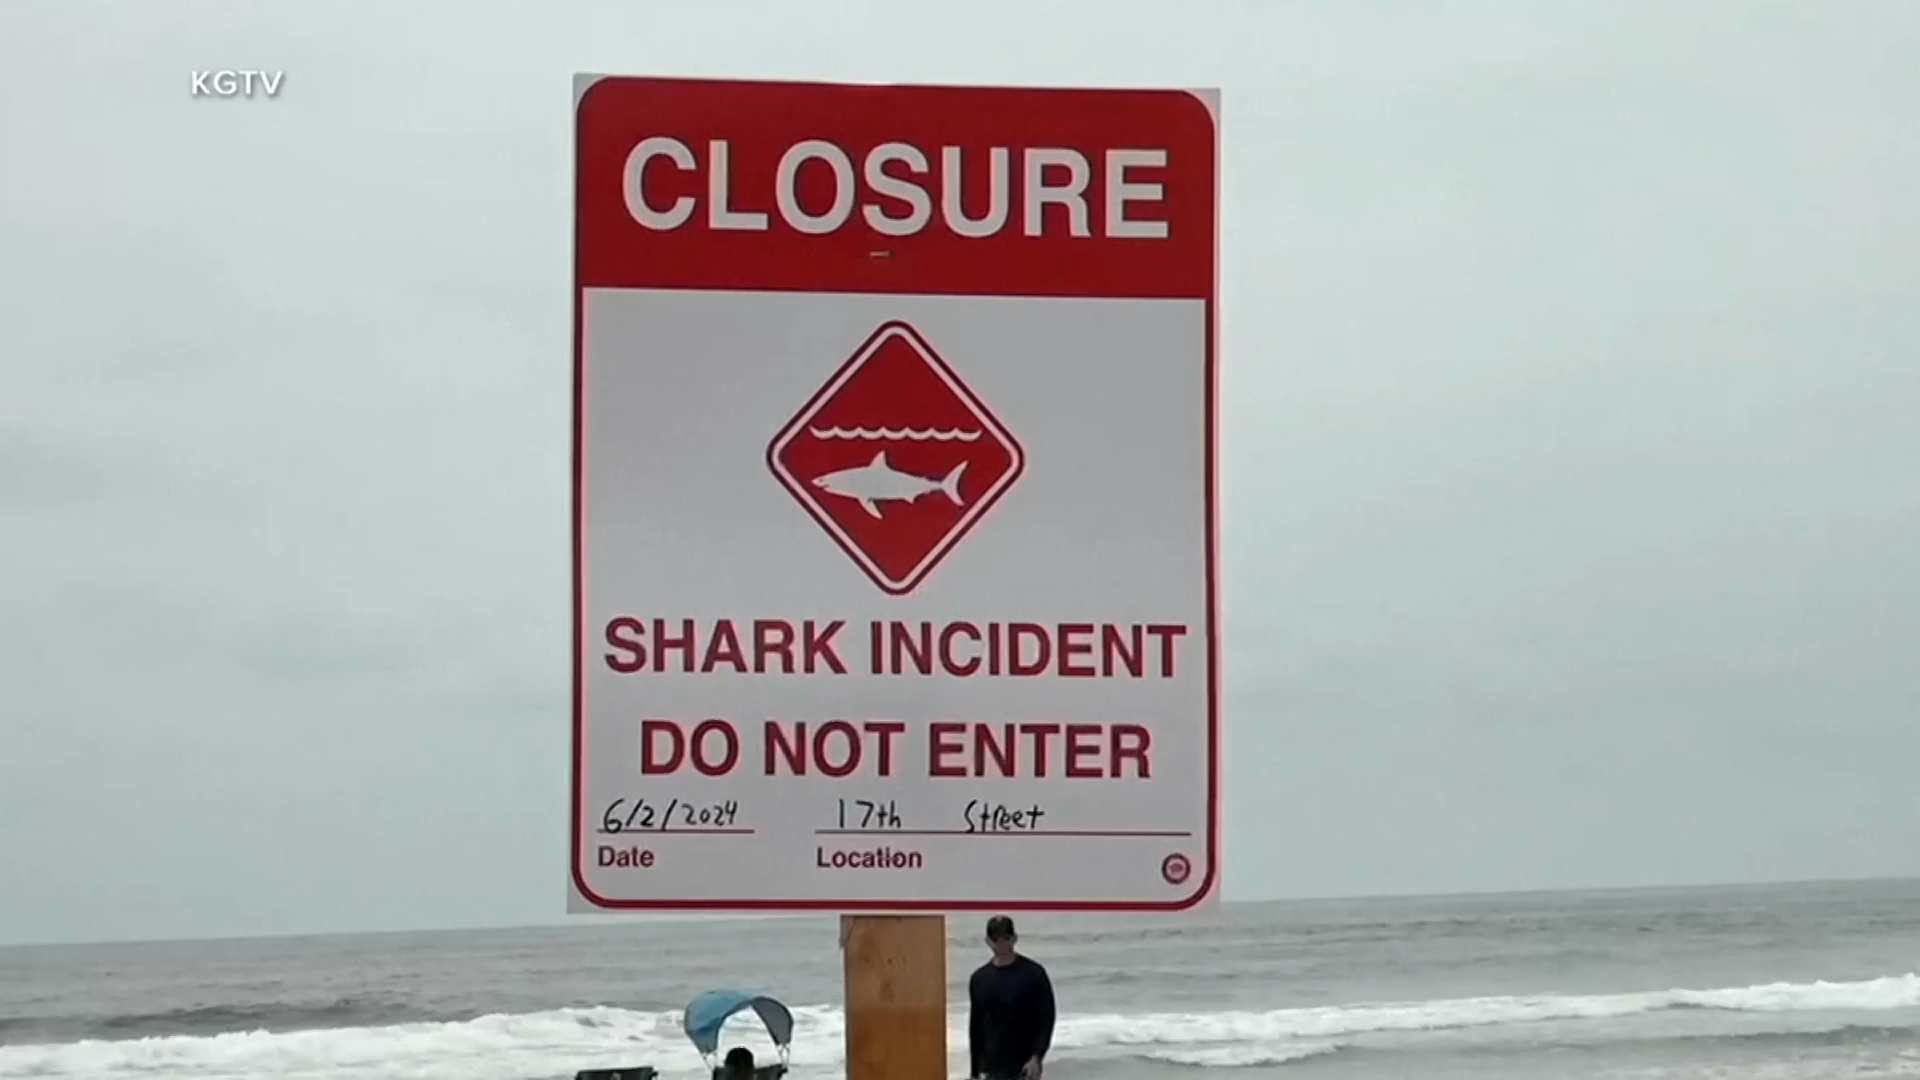 KGTV
CLOSURE
SHARK INCIDENT
DO NOT ENTER
6/2/2024 17th Street
Date Location